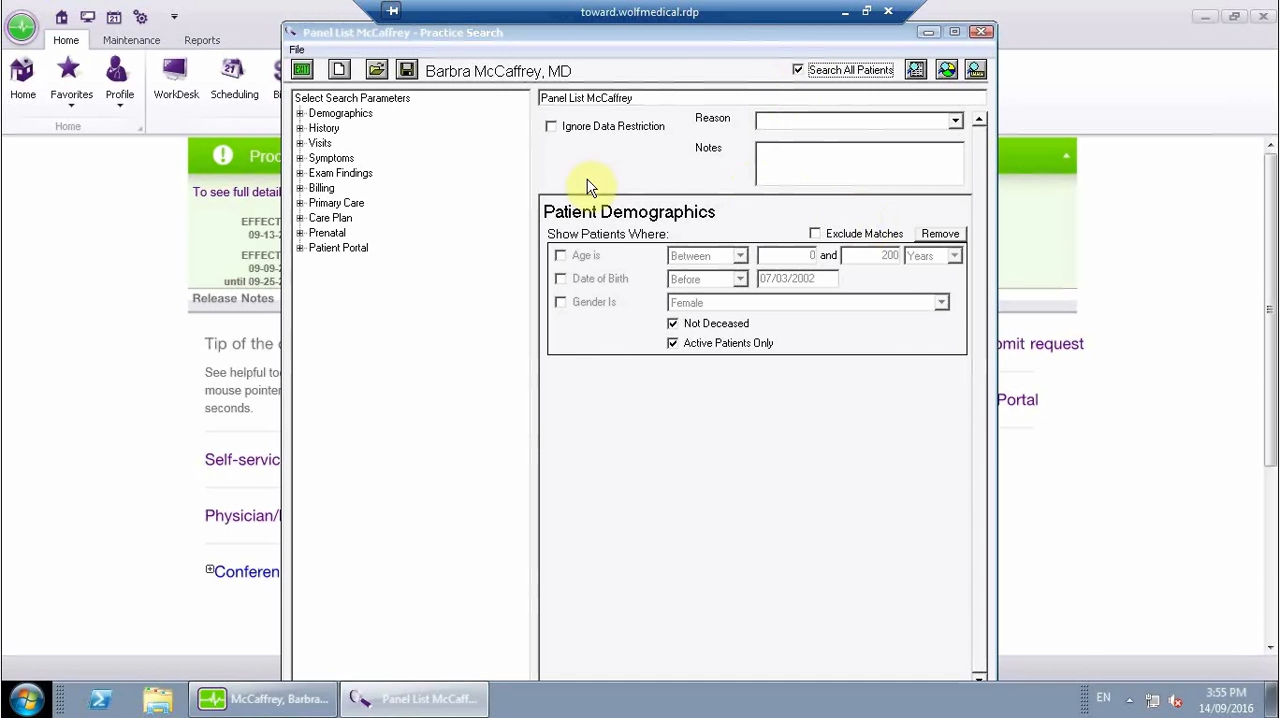 toward.wolfmedical.rdp
Home
Maintenance
Reports
Home
Favorites
Profile
WorkDesk
Scheduling
Home
Panel List McCaffrey - Practice Search
File
EXIT
Barbra McCaffrey, MD
Search All Patients
Select Search Parameters
Demographics
History
Visits
Symptoms
Exam Findings
Billing
Primary Care
Care Plan
Prenatal
Patient Portal
Panel List McCaffrey
Ignore Data Restriction
Reason
Notes
Patient Demographics
Show Patients Where:
Exclude Matches
Remove
Age is
Between
0 and
200
Years
Date of Birth
Before
07/03/2002
Gender Is
Female
Not Deceased
Active Patients Only
Proc
To see full detai
EFFECT
09-13-2
EFFECT
09-09-2
until 09-25-2
Release Notes
Tip of the d
See helpful to
mouse pointer
seconds.
Self-servic
Physician/
Conferen
mit request
Portal
McCaffrey, Barbra...
Panel List McCaff...
EN
3:55 PM
14/09/2016